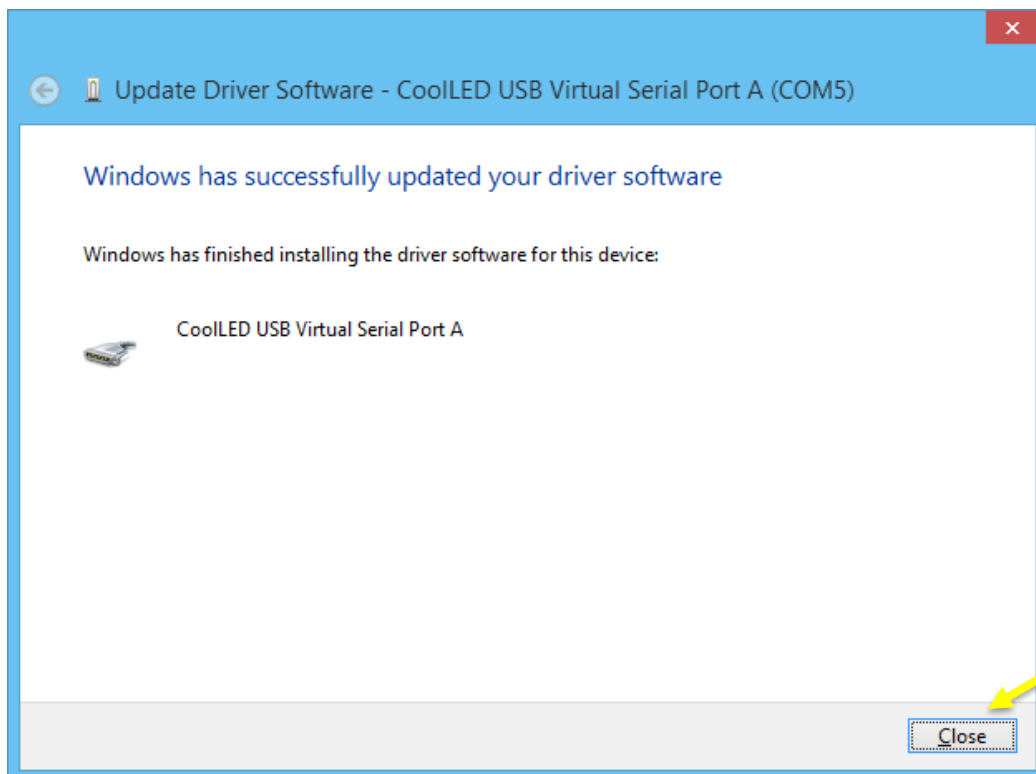 Update Driver Software - CoolLED USB Virtual Serial Port A (COM5)
Windows has successfully updated your driver software
Windows has finished installing the driver software for this device:
CoolLED USB Virtual Serial Port A
Close